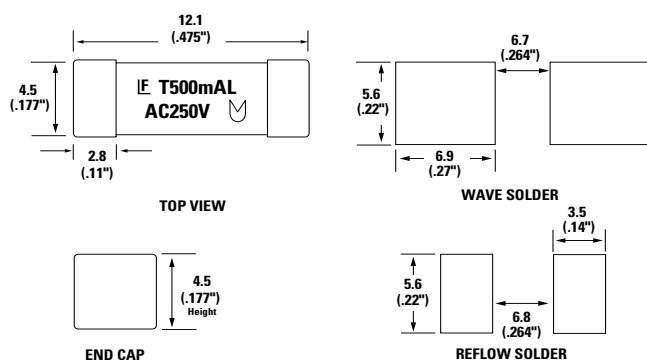 12.1
(.475")
4.5
(.177")
LF T500mAL
AC250V
2.8
(.11")
TOP VIEW
6.7
(.264")
5.6
(.22")
6.9
(.27")
WAVE SOLDER
4.5
(.177")
Height
END CAP
3.5
(.14")
5.6
(.22")
6.8
(.264")
REFLOW SOLDER